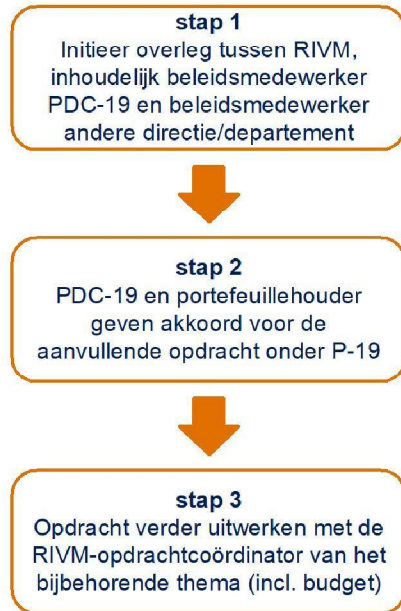 stap 1
Initieer overleg tussen RIVM,
inhoudelijk beleidsmedewerker
PDC-19 en beleidsmedewerker
andere directie/departement
stap 2
PDC-19 en portefeuillehouder
geven akkoord voor de
aanvullende opdracht onder P-19
stap 3
Opdracht verder uitwerken met de
RIVM-opdrachtcoördinator van het
bijbehorende thema (incl. budget)